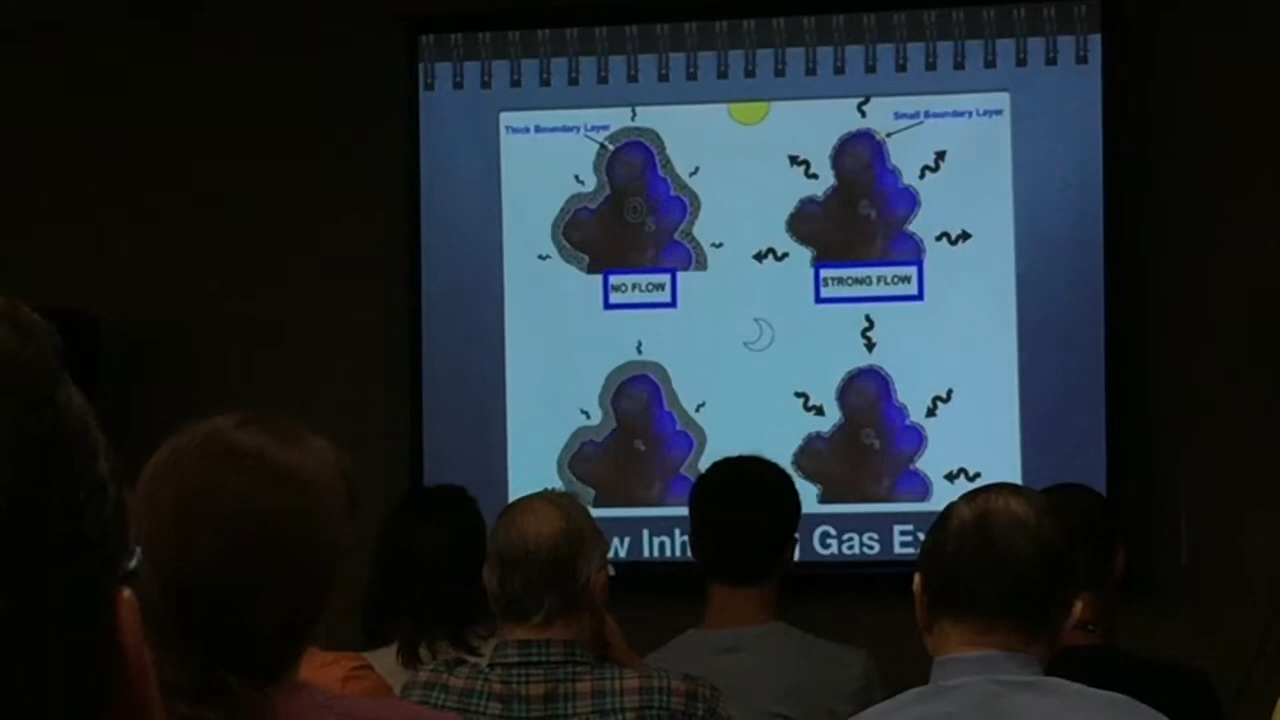 Thick Boundary Layer
Small Boundary Layer
NO FLOW
STRONG FLOW
Gas